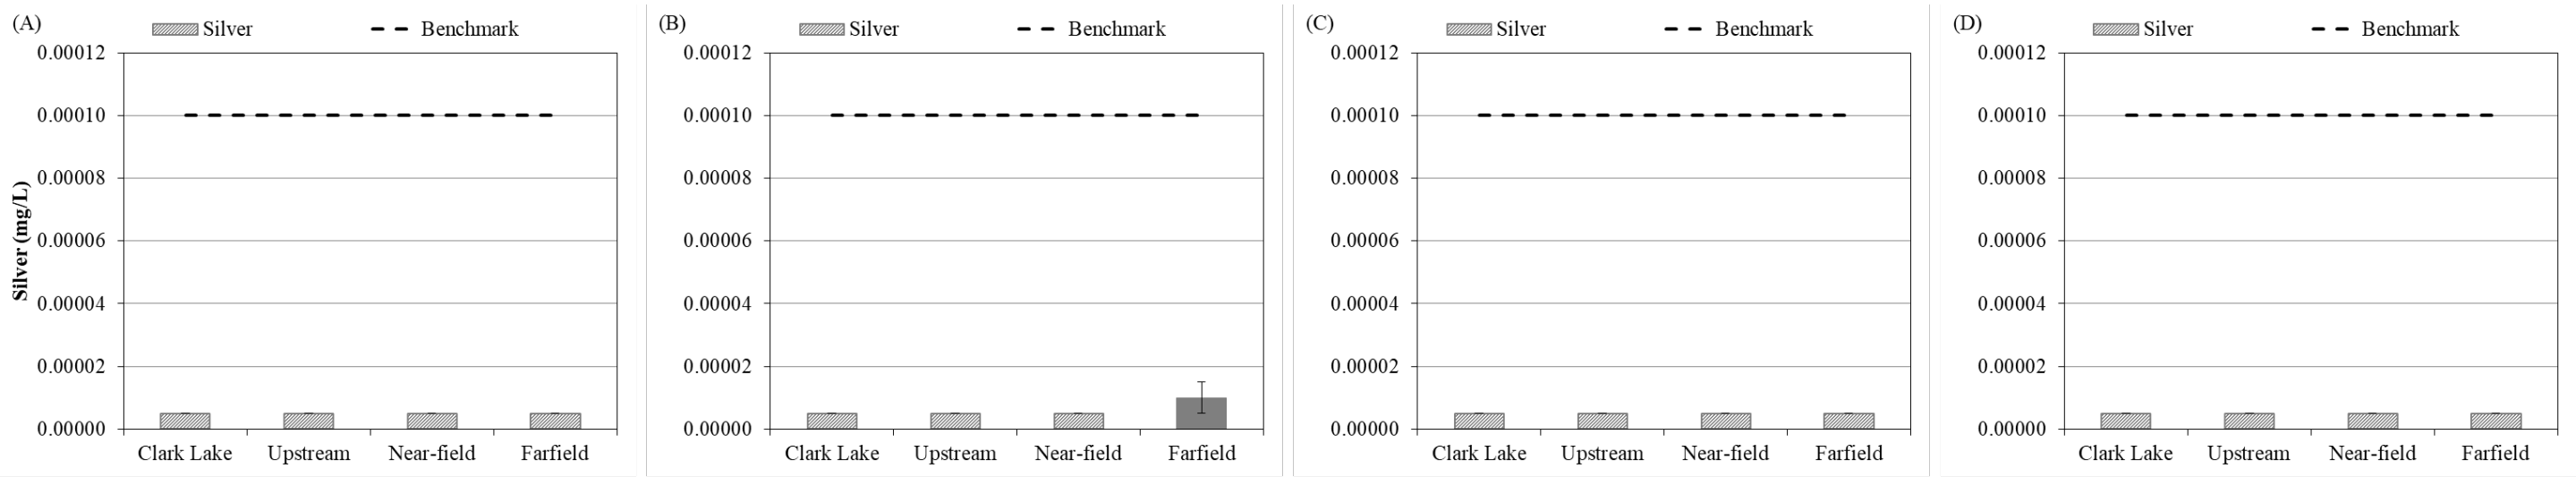 (A)
Silver
Benchmark
0.00012
0.00010
0.00008
0.00006
0.00004
0.00002
0.00000
Silver (mg/L)
Clark Lake
Upstream
Near-field
Farfield
(B)
Silver
Benchmark
0.00012
0.00010
0.00008
0.00006
0.00004
0.00002
0.00000
Clark Lake
Upstream
Near-field
Farfield
(C)
Silver
Benchmark
0.00012
0.00010
0.00008
0.00006
0.00004
0.00002
0.00000
Clark Lake
Upstream
Near-field
Farfield
(D)
Silver
Benchmark
0.00012
0.00010
0.00008
0.00006
0.00004
0.00002
0.00000
Clark Lake
Upstream
Near-field
Farfield